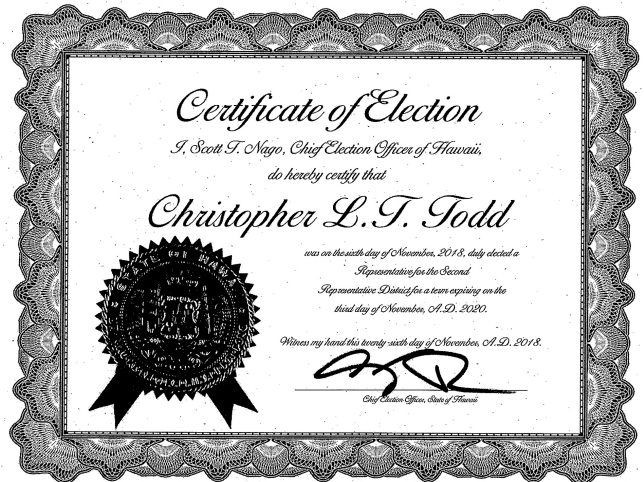 Certificate of Election
I, Scott T. Nago, Chief Election Officer of Hawaii,
do hereby certify that
Christopher L.T. Todd
was on the sixth day of November, 2018, duly elected a
Representative for the Second
Representative District for a term expiring on the
third day of November, A.D. 2020.
Witness my hand this twenty-sixth day of November, A.D. 2018.
Chief Election Officer, State of Hawaii
STATE OF HAWAII